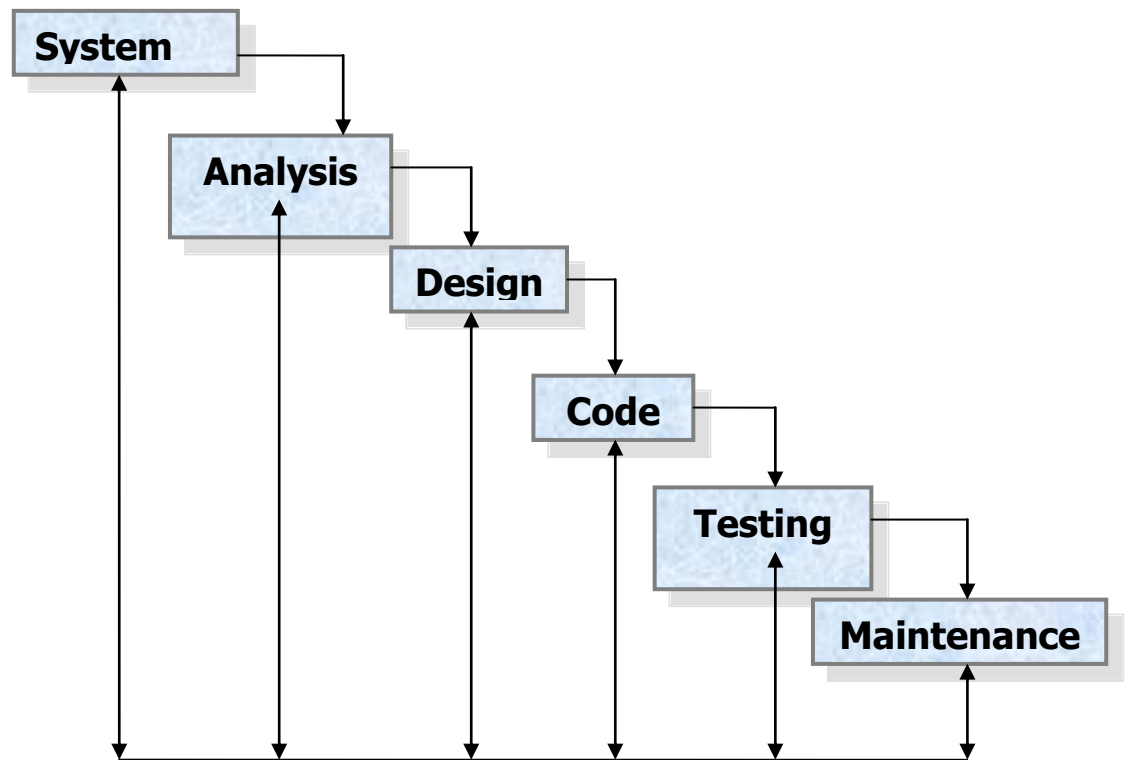 System
Analysis
Design
Code
Testing
Maintenance